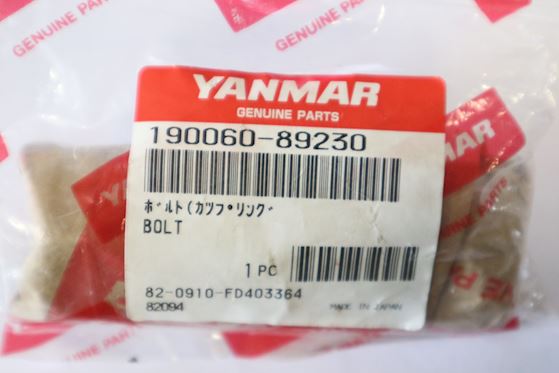 GENUINE PARTS
GENUINE PARTS
YANMAR
GENUINE PARTS
190060-89230
ボルト(カップリング
BOLT
1 PC
82-0910-FD403364
82094
MADE IN JAPAN